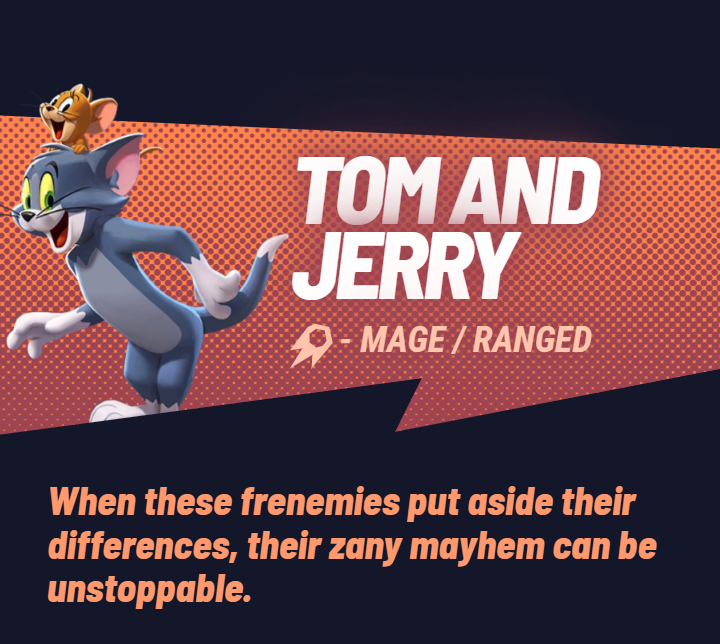 TOM AND
JERRY
- MAGE / RANGED
When these frenemies put aside their
differences, their zany mayhem can be
unstoppable.